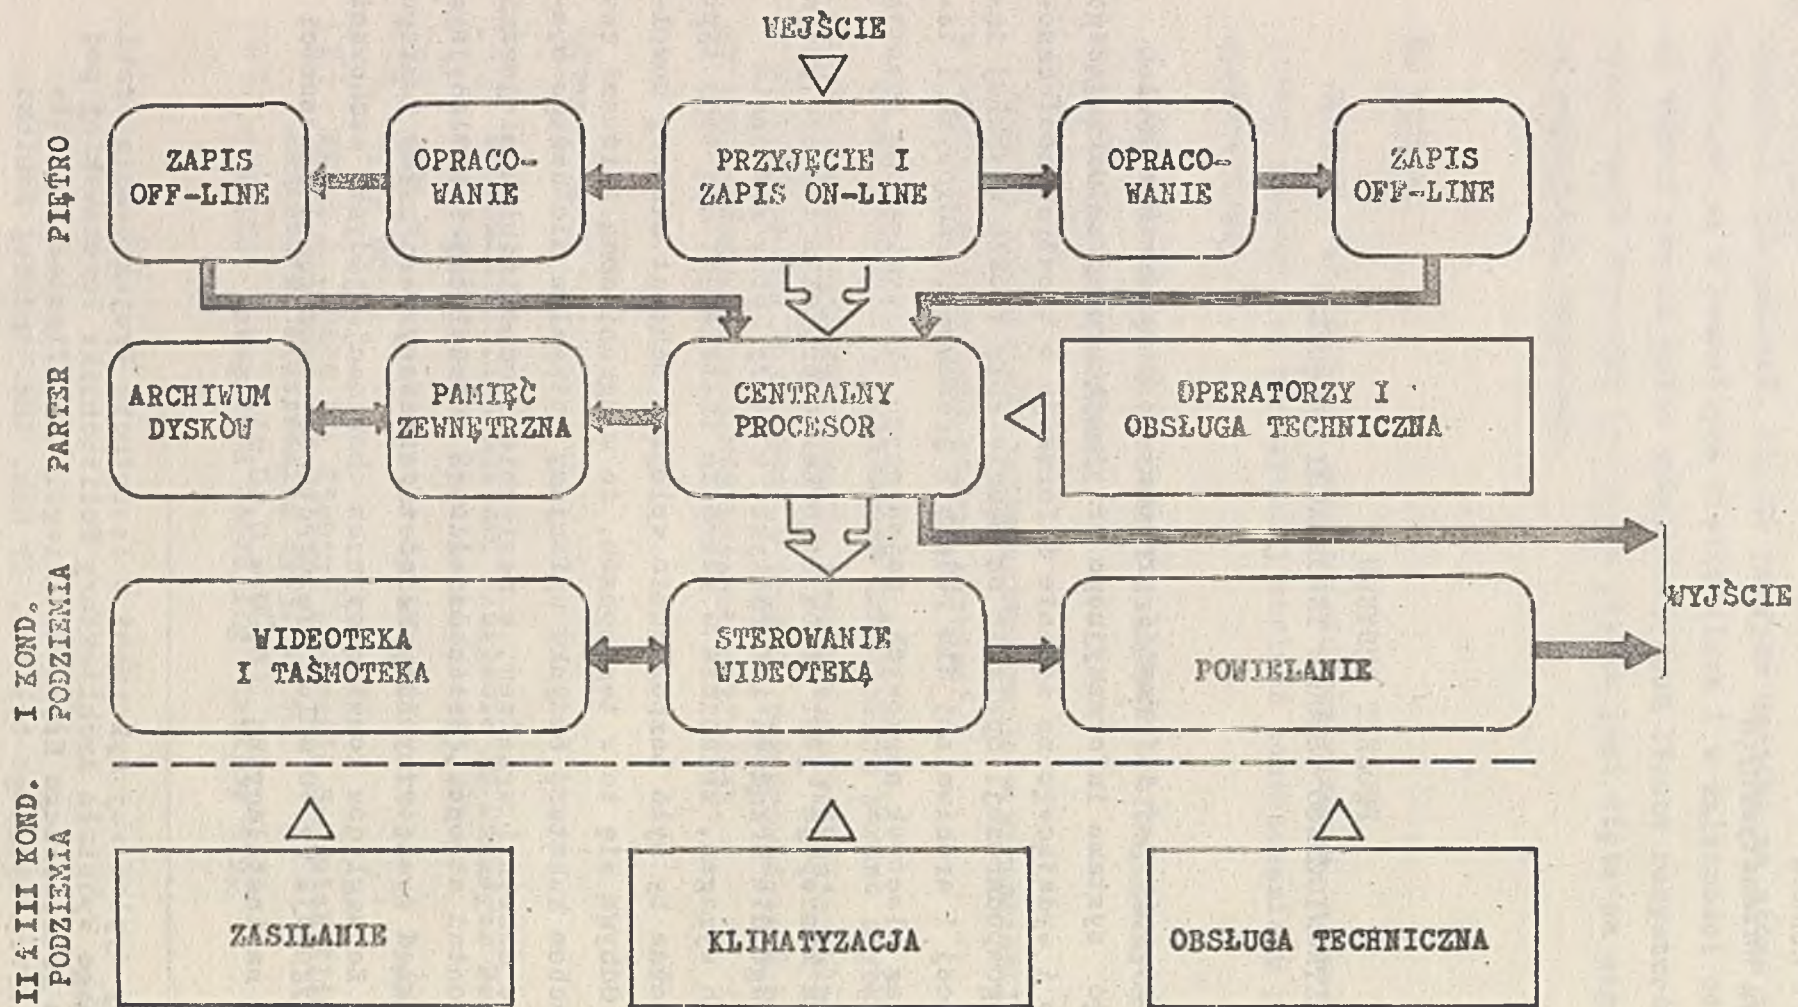 WEJŚCIE
PIĘTRO
ZAPIS
OFF-LINE
OPRACO-
WANIE
PRZYJĘCIE I
ZAPIS ON-LINE
OPRACO-
WANIE
ZAPIS
OFF-LINE
PARTER
ARCHIWUM
DYSKÒW
PAMIĘĆ
ZEWNĘTRZNA
CENTRALNY
PROCESOR
OPERATORZY I
OBSŁUGA TECHNICZNA
I KOND.
PODZIEMIA
WIDEOTEKA
I TAŚMOTEKA
STEROWANIE
WIDEOTEKĄ
POWIELANIE
WYJŚCIE
II i III KOND.
PODZIEMIA
ZASILANIE
KLIMATYZACJA
OBSŁUGA TECHNICZNA